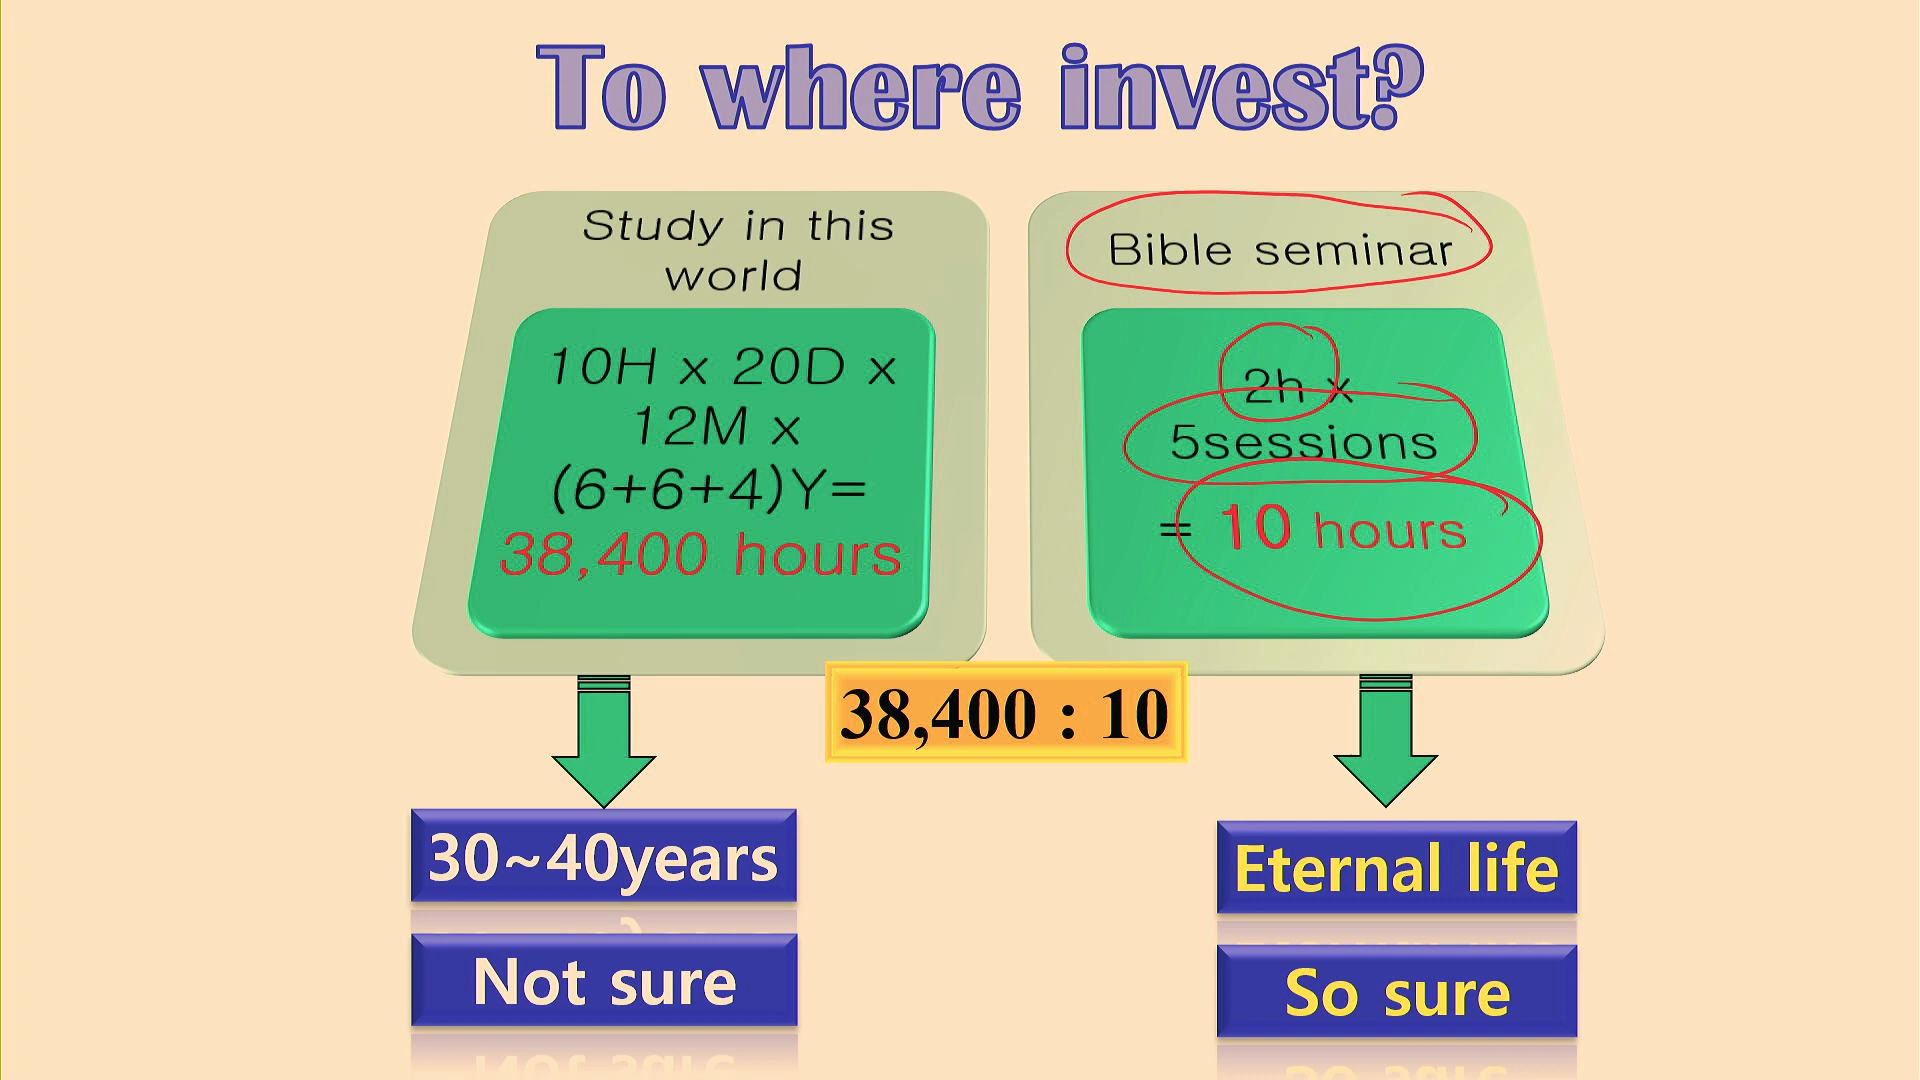 To where invest?
Study in this
world
10H x 20D x
12M x
(6+6+4)Y=
38,400 hours
Bible seminar
2h x
5sessions
= 10 hours
38,400 : 10
30~40years
Not sure
Eternal life
So sure